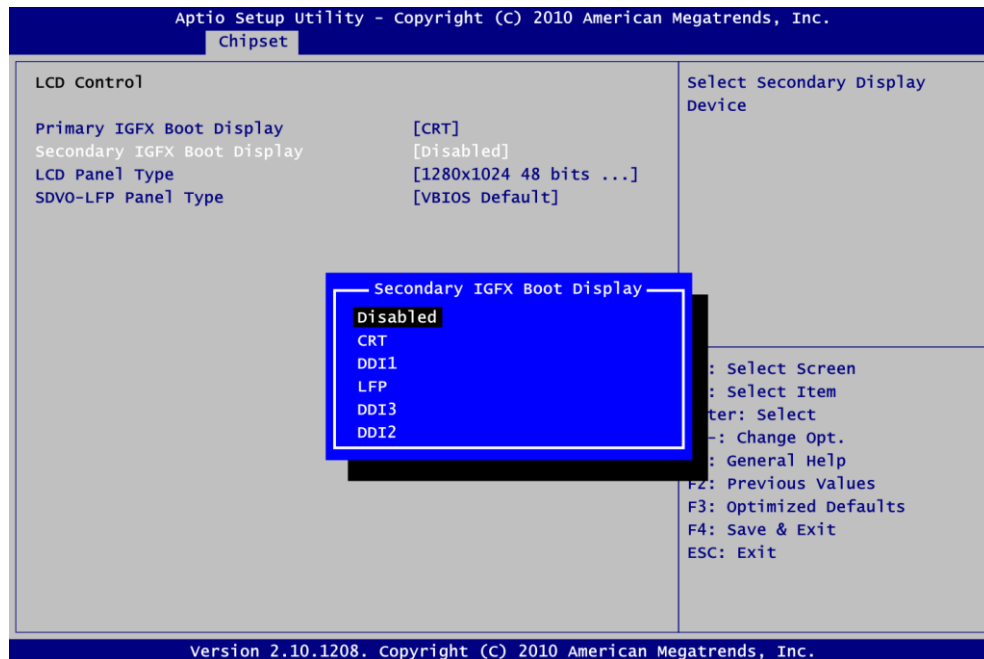 Aptio Setup Utility – Copyright (C) 2010 American Megatrends, Inc.
Chipset
LCD Control
Primary IGFX Boot Display [CRT]
Secondary IGFX Boot Display [Disabled]
LCD Panel Type [1280x1024 48 bits ...]
SDVO-LFP Panel Type [VBIOS Default]
Select Secondary Display
Device
Secondary IGFX Boot Display
Disabled
CRT
DDI1
LFP
DDI3
DDI2
: Select Screen
: Select Item
ter: Select
-: Change Opt.
: General Help
F2: Previous Values
F3: Optimized Defaults
F4: Save & Exit
ESC: Exit
Version 2.10.1208. Copyright (C) 2010 American Megatrends, Inc.